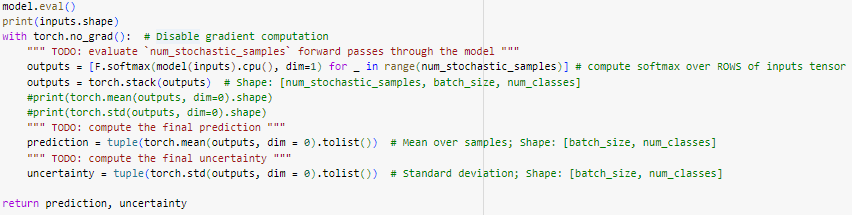 model.eval()
print(inputs.shape)
with torch.no_grad():  # Disable gradient computation
    """ TODO: evaluate `num_stochastic_samples` forward passes through the model """
    outputs = [F.softmax(model(inputs).cpu(), dim=1) for _ in range(num_stochastic_samples)] # compute softmax over ROWS of inputs tensor
    outputs = torch.stack(outputs)  # Shape: [num_stochastic_samples, batch_size, num_classes]
    #print(torch.mean(outputs, dim=0).shape)
    #print(torch.std(outputs, dim=0).shape)
    """ TODO: compute the final prediction """
    prediction = tuple(torch.mean(outputs, dim = 0).tolist())  # Mean over samples; Shape: [batch_size, num_classes]
    """ TODO: compute the final uncertainty """
    uncertainty = tuple(torch.std(outputs, dim = 0).tolist())  # Standard deviation; Shape: [batch_size, num_classes]
return prediction, uncertainty